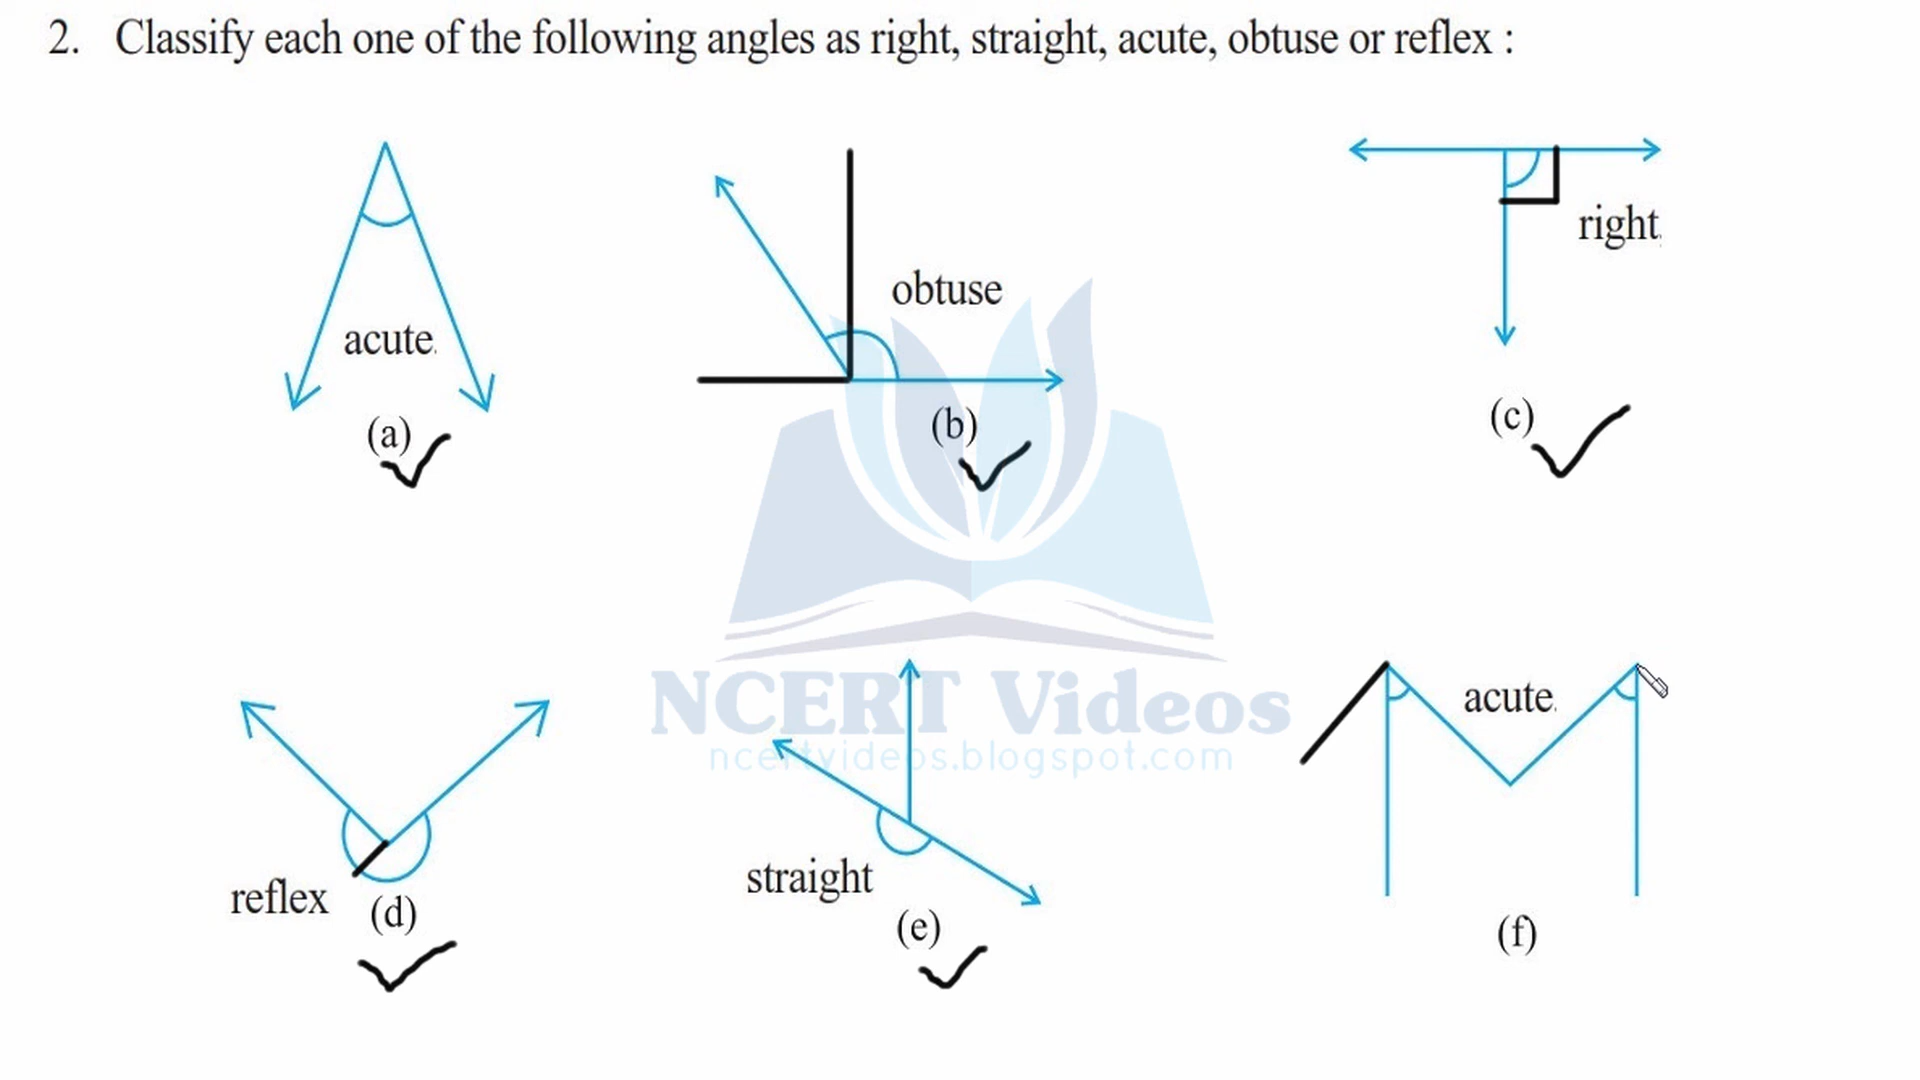 2. Classify each one of the following angles as right, straight, acute, obtuse or reflex :
right
obtuse
acute
(a)
(b)
(c)
NCERT Videos
acute
ncertvideos.blogspot.com
straight
reflex
(d)
(e)
(f)